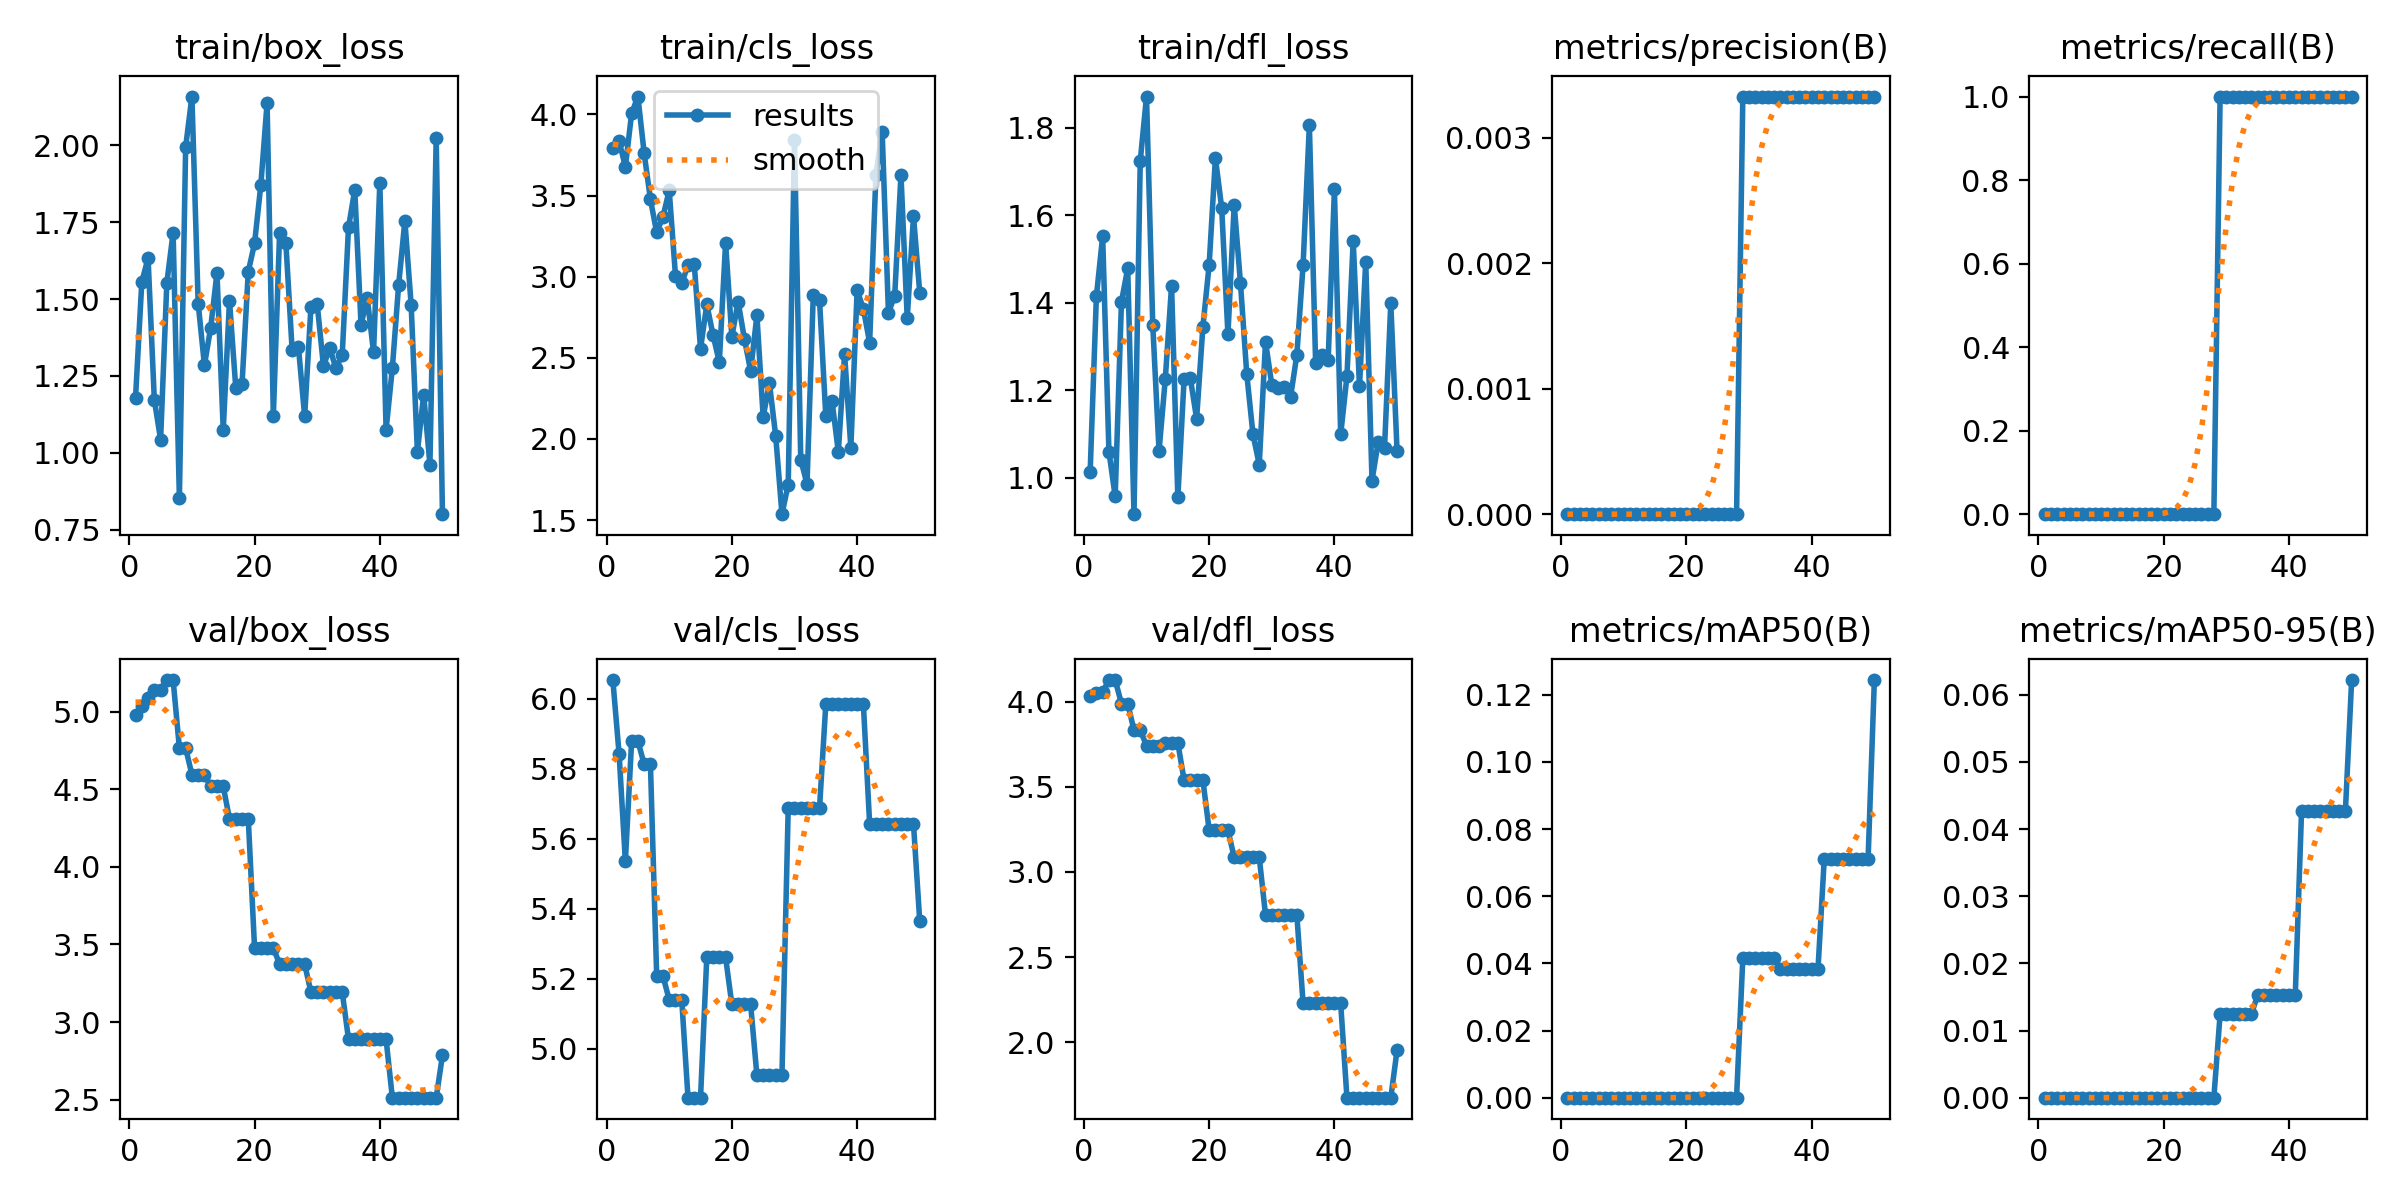 train/box_loss
2.00
1.75
1.50
1.25
1.00
0.75
0 20 40
train/cls_loss
results
smooth
4.0
3.5
3.0
2.5
2.0
1.5
0 20 40
train/dfl_loss
1.8
1.6
1.4
1.2
1.0
0 20 40
metrics/precision(B)
0.003
0.002
0.001
0.000
0 20 40
metrics/recall(B)
1.0
0.8
0.6
0.4
0.2
0.0
0 20 40
val/box_loss
5.0
4.5
4.0
3.5
3.0
2.5
0 20 40
val/cls_loss
6.0
5.8
5.6
5.4
5.2
5.0
0 20 40
val/dfl_loss
4.0
3.5
3.0
2.5
2.0
0 20 40
metrics/mAP50(B)
0.12
0.10
0.08
0.06
0.04
0.02
0.00
0 20 40
metrics/mAP50-95(B)
0.06
0.05
0.04
0.03
0.02
0.01
0.00
0 20 40